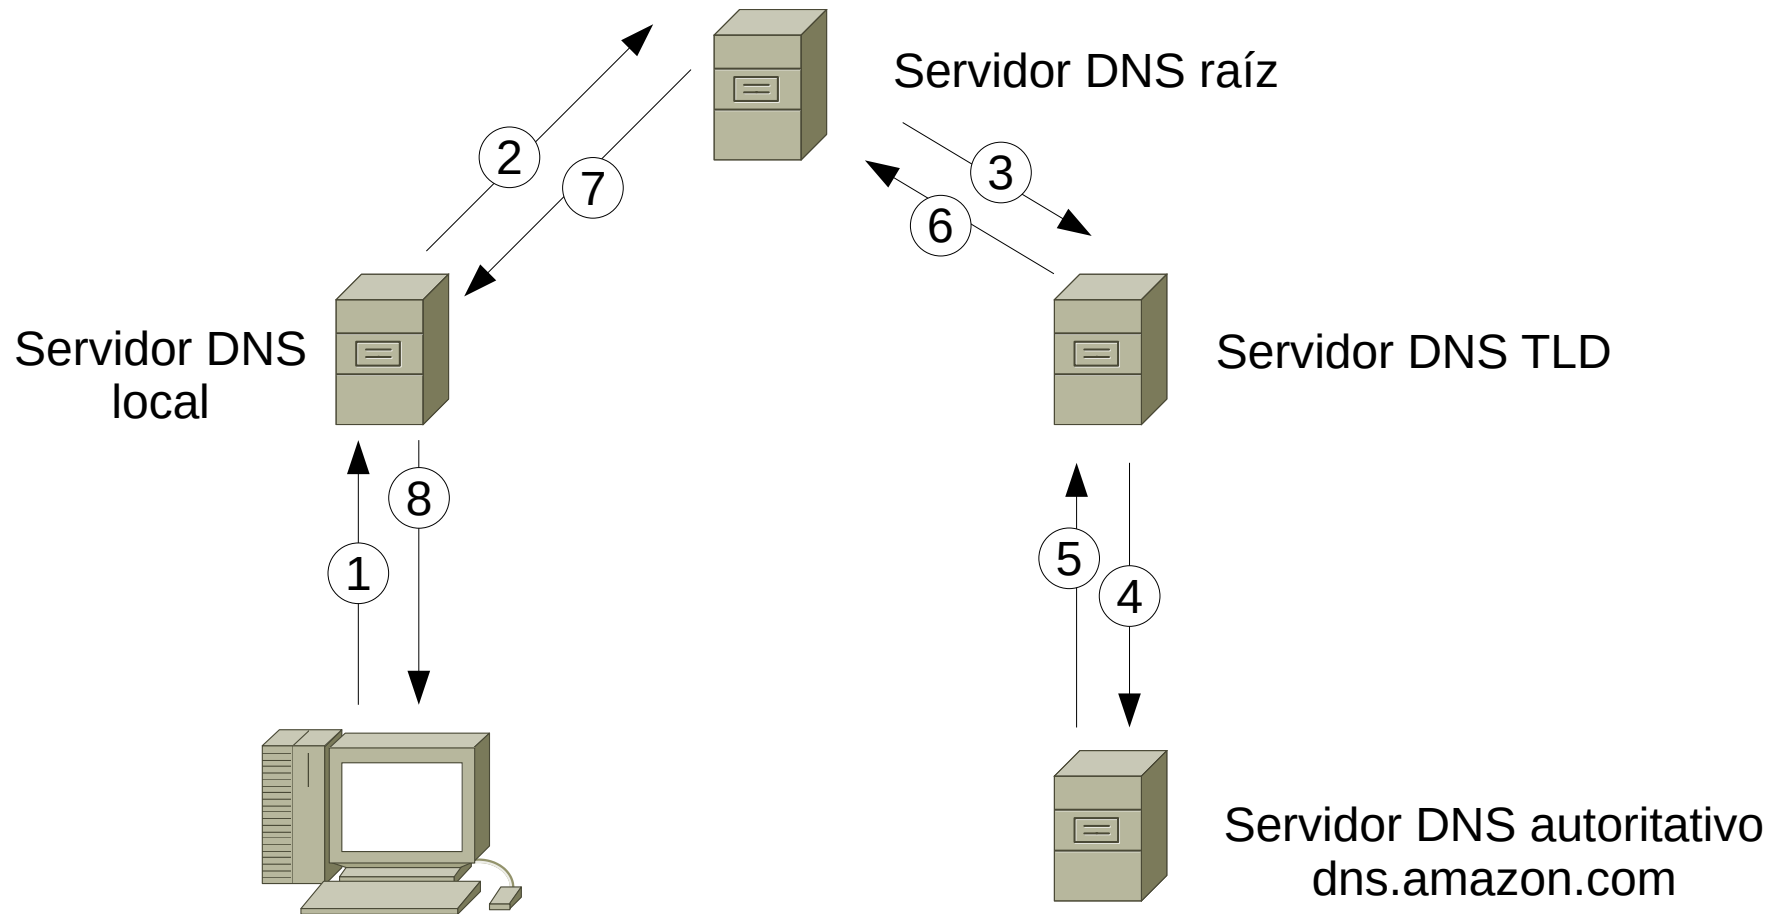 Servidor DNS raíz
2
3
7
6
Servidor DNS
local
Servidor DNS TLD
8
1
5
4
Servidor DNS autoritativo
dns.amazon.com